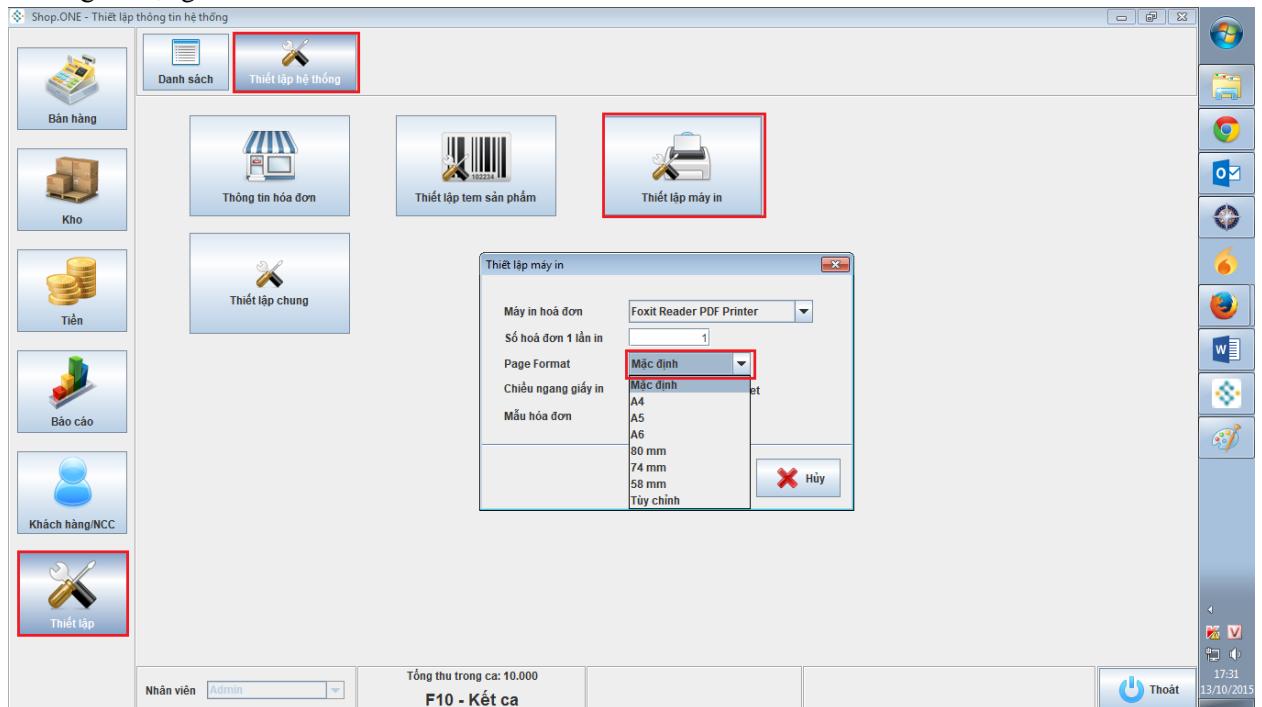 Shop.ONE - Thiết lập thông tin hệ thống
Danh sách
Thiết lập hệ thống
Bán hàng
Kho
Tiền
Báo cáo
Khách hàng/NCC
Thiết lập
Thông tin hóa đơn
102234
Thiết lập tem sản phẩm
Thiết lập máy in
Thiết lập chung
Thiết lập máy in
Máy in hoá đơn
Foxit Reader PDF Printer
Số hoá đơn 1 lần in
1
Page Format
Mặc định
Chiều ngang giấy in
et
Mẫu hóa đơn
Mặc định
A4
A5
A6
80 mm
74 mm
58 mm
Tùy chỉnh
Hủy
Nhân viên
Admin
Tổng thu trong ca: 10.000
F10 - Kết ca
Thoát
17:31
13/10/2015